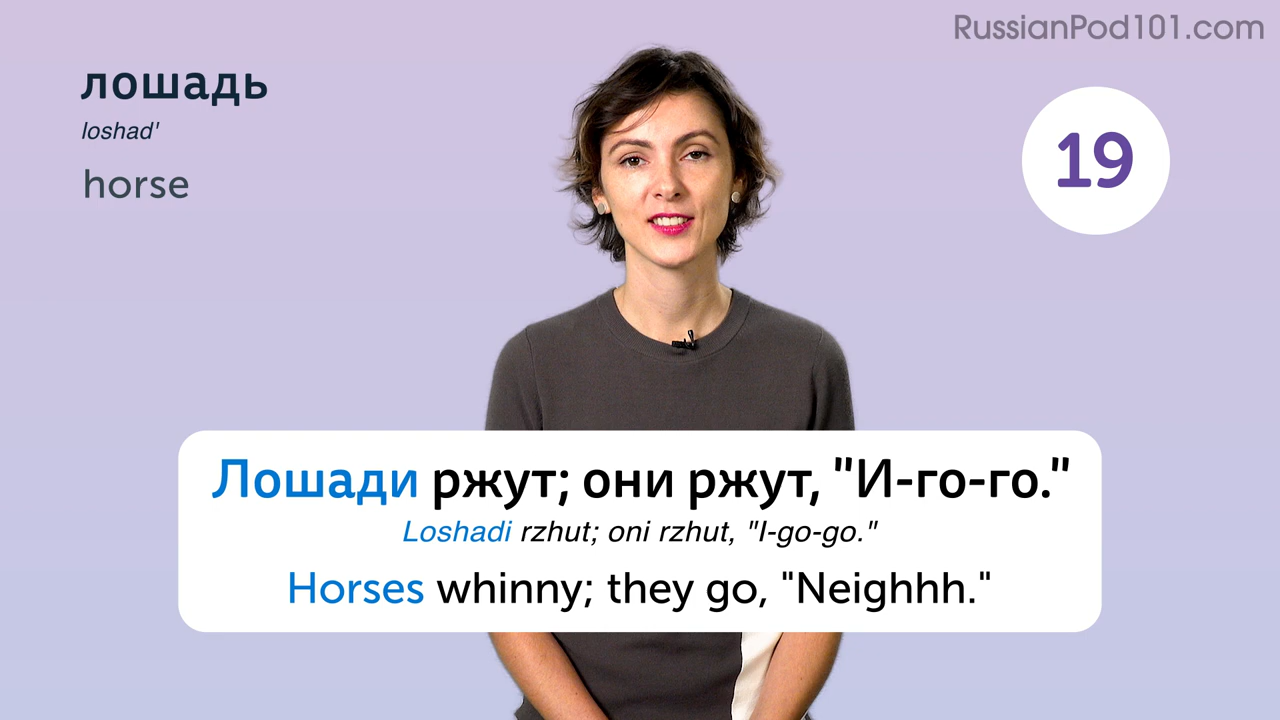 RussianPod101.com
лошадь
loshad'
horse
19
Лошади ржут; они ржут, "И-го-го."
Loshadi rzhut; oni rzhut, "I-go-go."
Horses whinny; they go, "Neighhh."